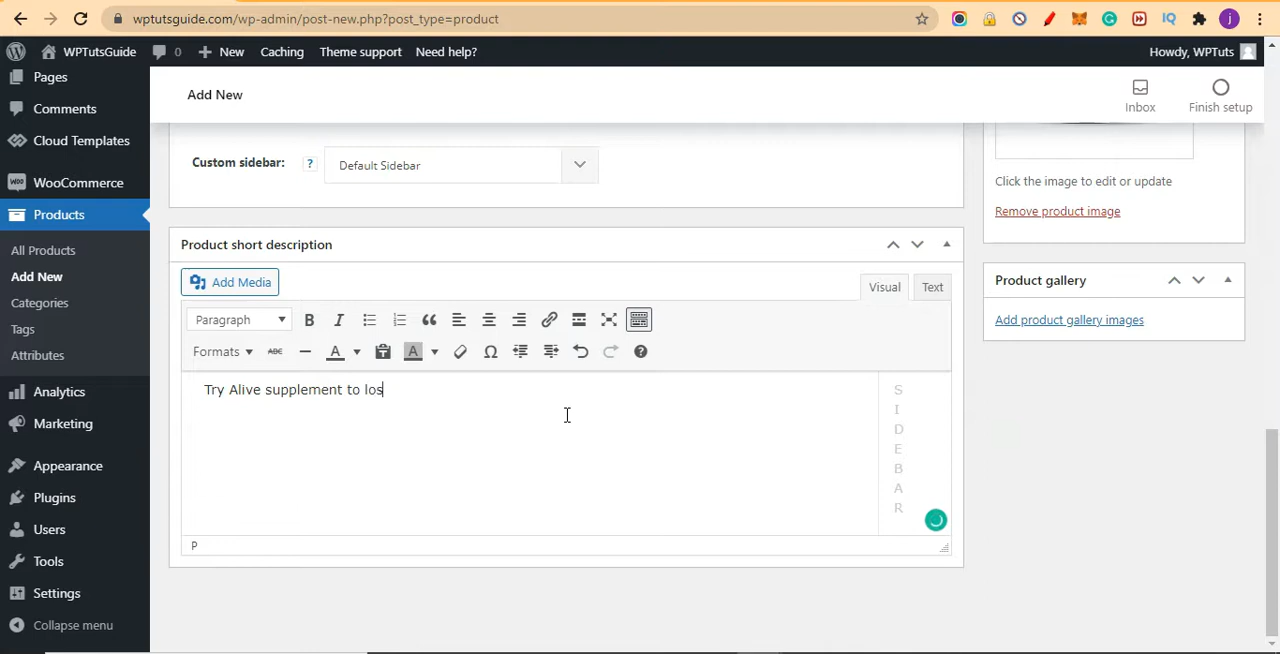 wptutsguide.com/wp-admin/post-new.php?post_type=product
IQ
j
WPTutsGuide 0 New Caching Theme support Need help? Howdy, WPTuts
Pages
Comments
Cloud Templates
WooCommerce
Products
All Products
Add New
Categories
Tags
Attributes
Analytics
Marketing
Appearance
Plugins
Users
Tools
Settings
Collapse menu
Add New
Inbox
Finish setup
Custom sidebar: ? Default Sidebar
Product short description
Add Media
Visual Text
Paragraph B I
Formats ABC A A Ω ?
Try Alive supplement to los
S
I
D
E
B
A
R
P
Click the image to edit or update
Remove product image
Product gallery
Add product gallery images